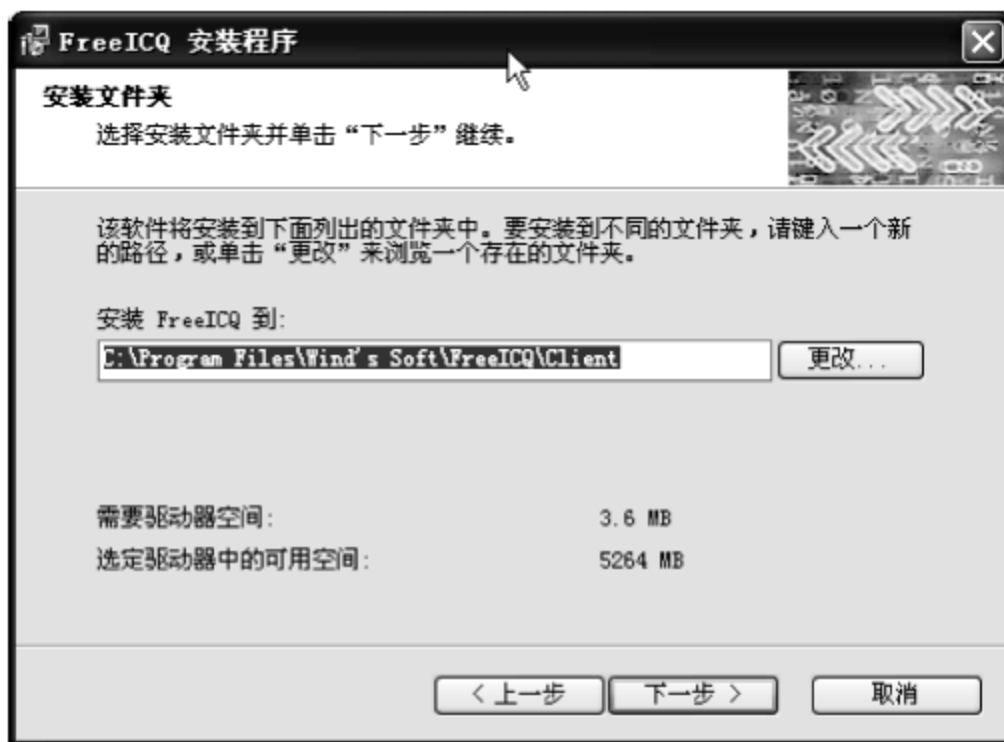 FreeICQ 安装程序
安装文件夹
选择安装文件夹并单击“下一步”继续。
该软件将安装到下面列出的文件夹中。要安装到不同的文件夹，请键入一个新
的路径，或单击“更改”来浏览一个存在的文件夹。
安装 FreeICQ 到:
C:\Program Files\Wind's Soft\FreeICQ\Client
更改...
需要驱动器空间: 3.6 MB
选定驱动器中的可用空间: 5264 MB
< 上一步 下一步 > 取消